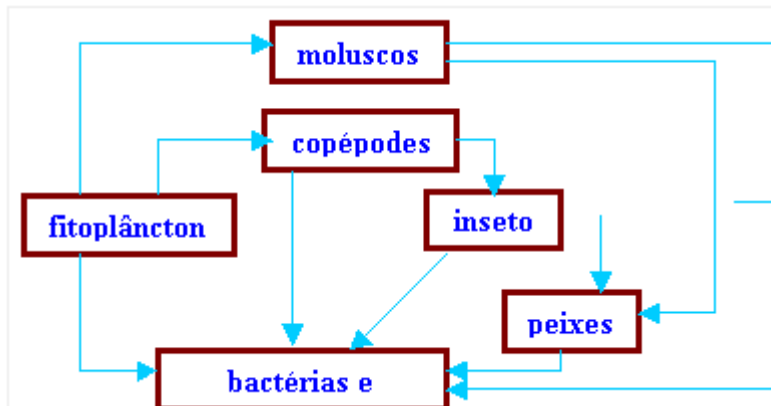 moluscos
copépodes
fitoplâncton
inseto
peixes
bactérias e